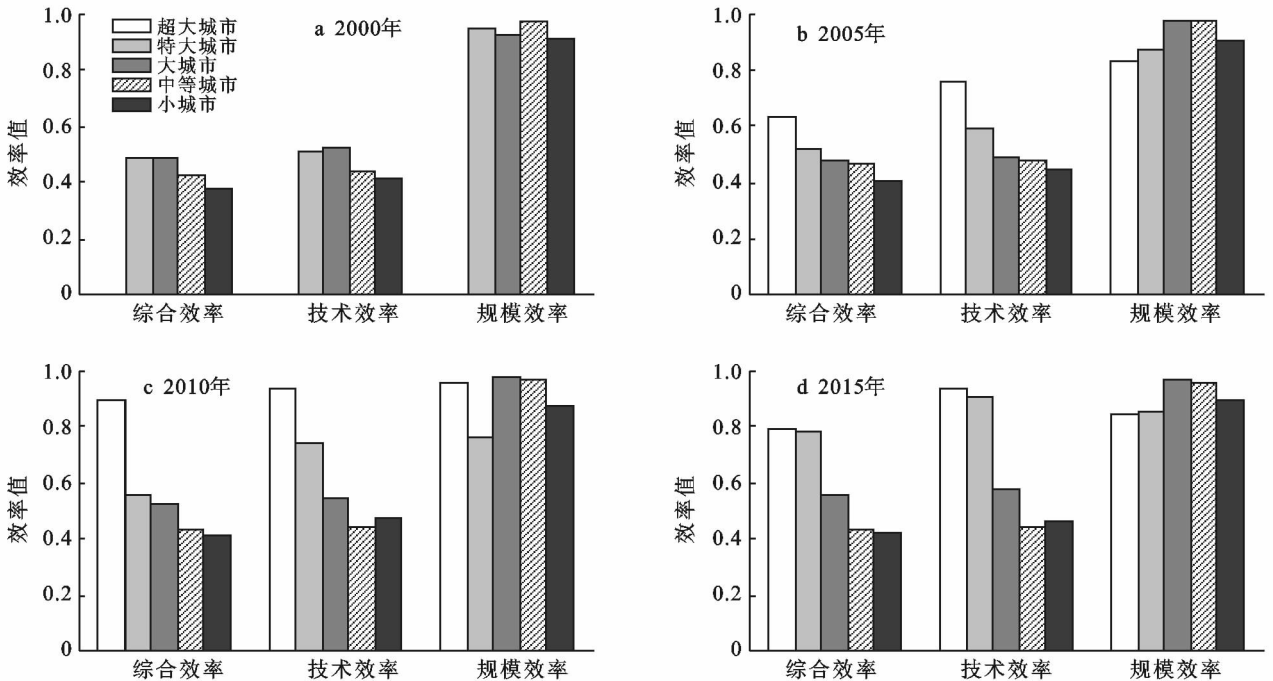 a 2000年
超大城市
特大城市
大城市
中等城市
小城市
效率值
1.0
0.8
0.6
0.4
0.2
0
综合效率 技术效率 规模效率
b 2005年
效率值
1.0
0.8
0.6
0.4
0.2
0
综合效率 技术效率 规模效率
c 2010年
效率值
1.0
0.8
0.6
0.4
0.2
0
综合效率 技术效率 规模效率
d 2015年
效率值
1.0
0.8
0.6
0.4
0.2
0
综合效率 技术效率 规模效率